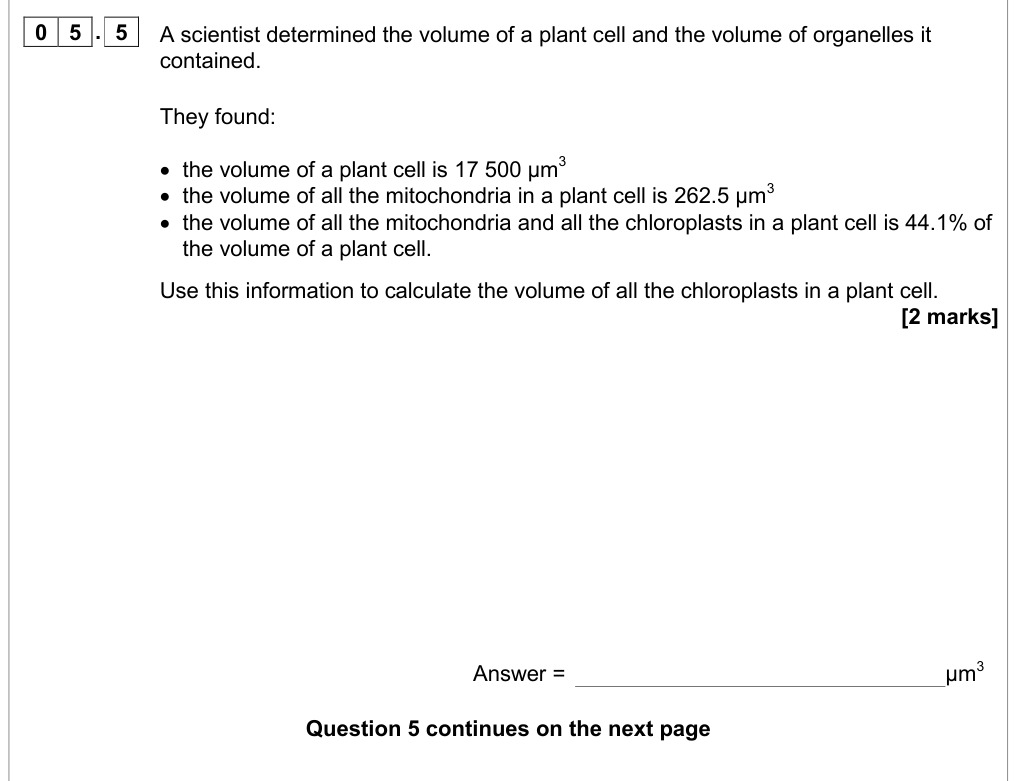 0 5 . 5 A scientist determined the volume of a plant cell and the volume of organelles it
contained.
They found:
• the volume of a plant cell is 17 500 µm³
• the volume of all the mitochondria in a plant cell is 262.5 µm³
• the volume of all the mitochondria and all the chloroplasts in a plant cell is 44.1% of
the volume of a plant cell.
Use this information to calculate the volume of all the chloroplasts in a plant cell.
[2 marks]
Answer = ______________________________ µm³
Question 5 continues on the next page